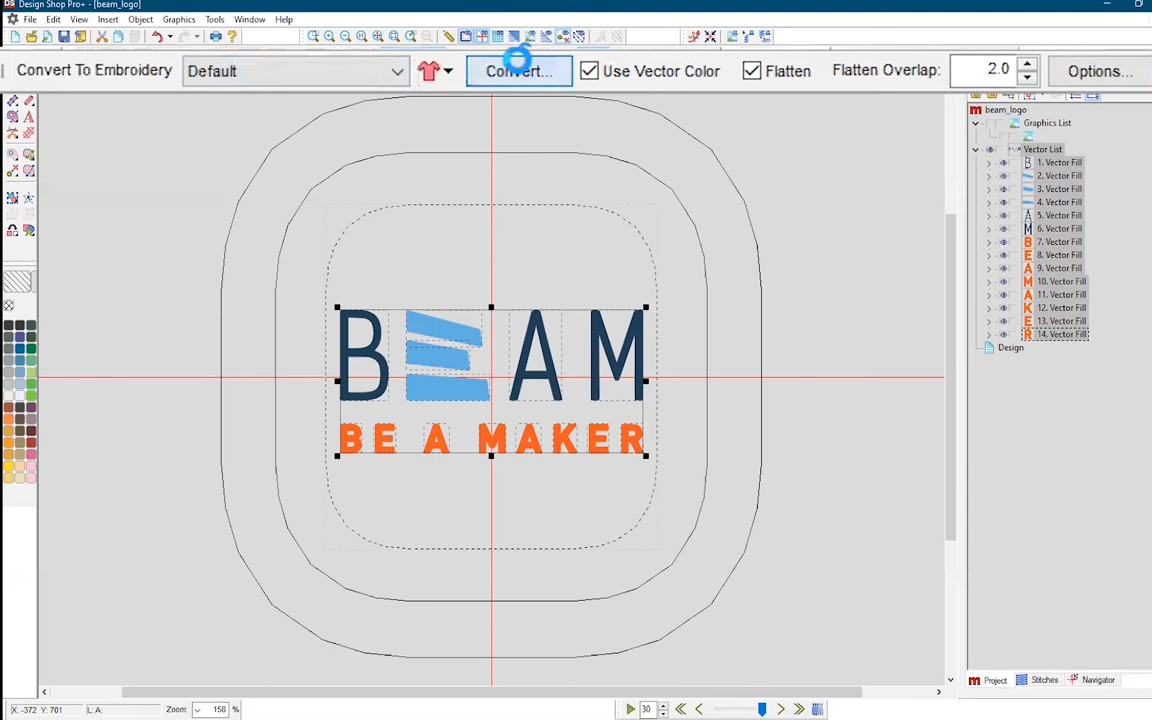 DS Design Shop Pro+ - [beam_logo]
File Edit View Insert Object Graphics Tools Window Help
Convert To Embroidery Default Convert... Use Vector Color Flatten Flatten Overlap: 2.0 Options...
beam_logo
Graphics List
Vector List
1. Vector Fill
2. Vector Fill
3. Vector Fill
4. Vector Fill
5. Vector Fill
6. Vector Fill
7. Vector Fill
8. Vector Fill
9. Vector Fill
10. Vector Fill
11. Vector Fill
12. Vector Fill
13. Vector Fill
14. Vector Fill
Design
BEAM
BE A MAKER
Project Stitches Navigator
X: -372 Y: 701 L: A: Zoom: 158 % 30